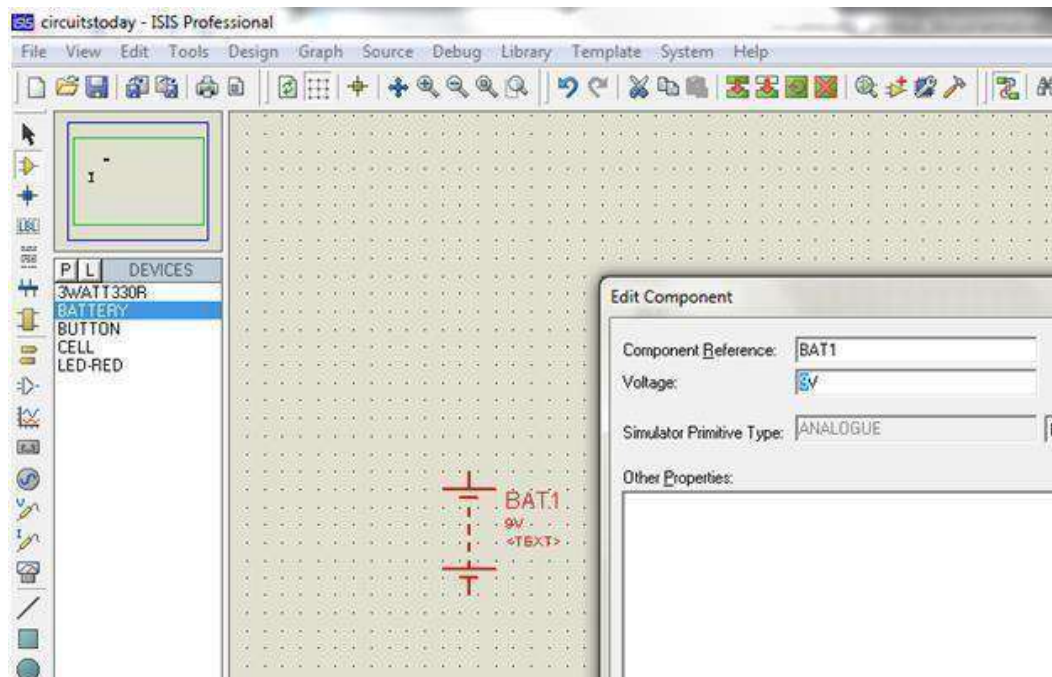 circuitstoday - ISIS Professional
File View Edit Tools Design Graph Source Debug Library Template System Help
LBL
P L DEVICES
3WATT330R
BATTERY
BUTTON
CELL
LED-RED
BAT1
9V
<TEXT>
Edit Component
Component Reference: BAT1
Voltage: 9V
Simulator Primitive Type: ANALOGUE
Other Properties: